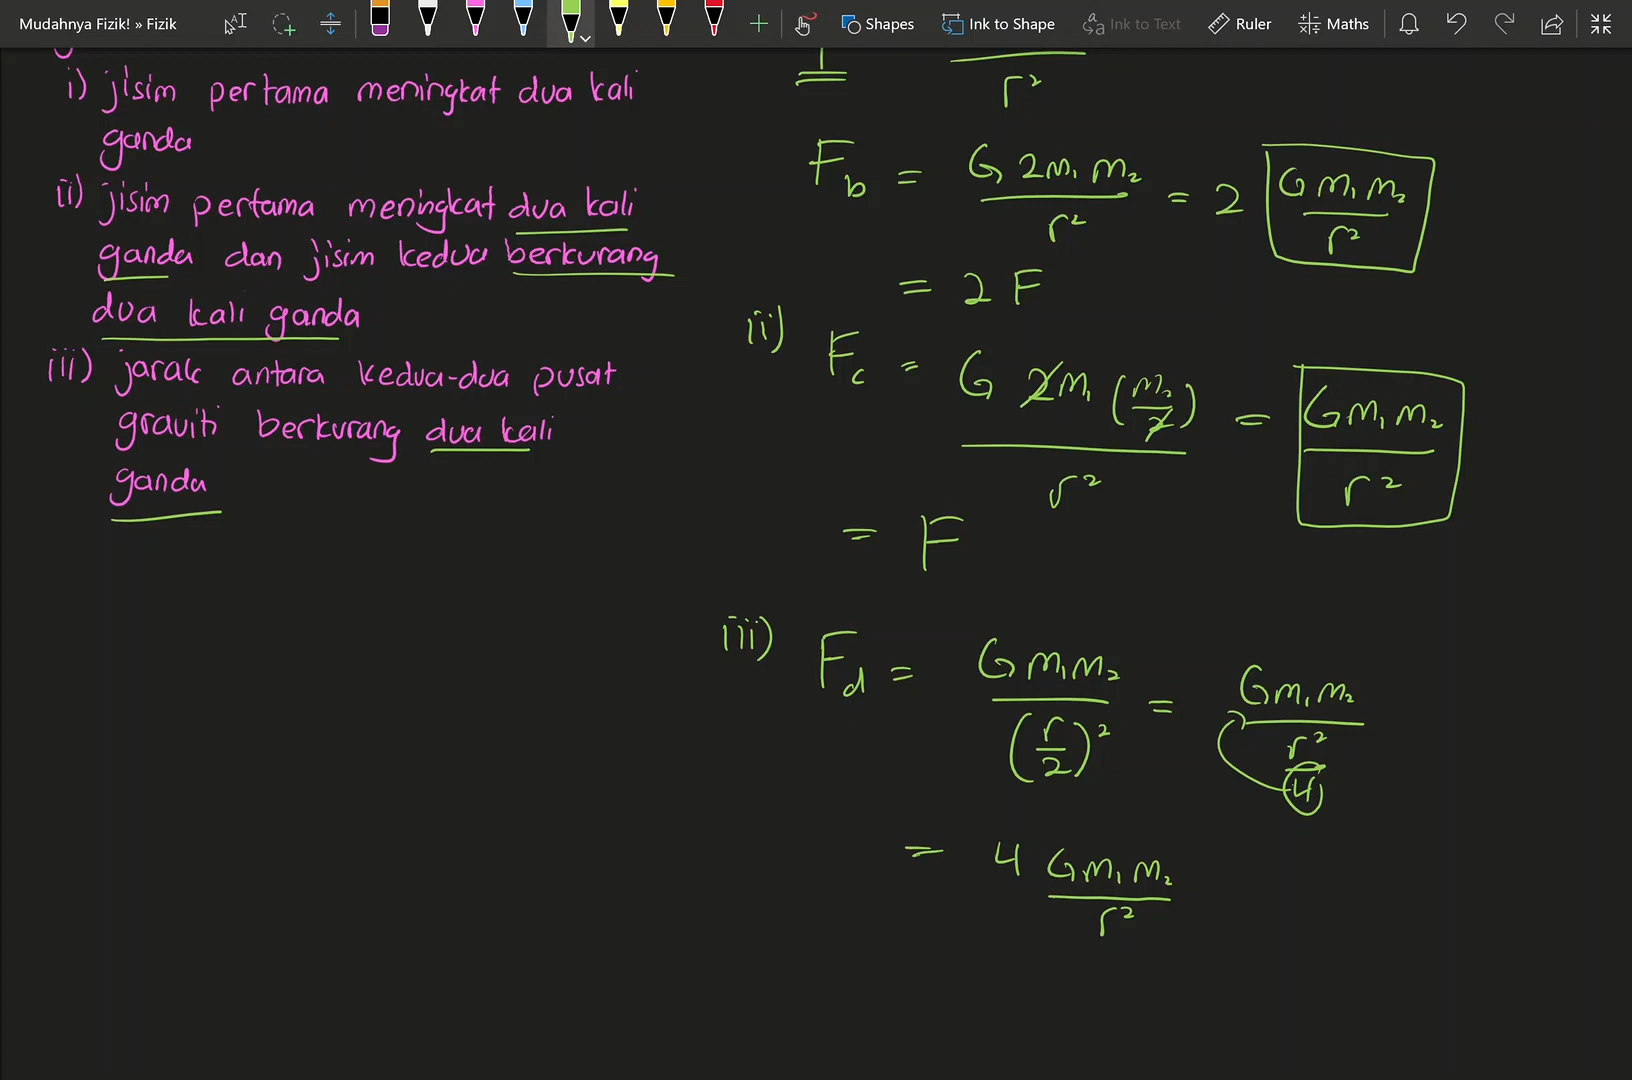 Mudahnya Fizik! » Fizik
Shapes
Ink to Shape
Ink to Text
Ruler
Maths
i) jisim pertama meningkat dua kali
ganda
ii) jisim pertama meningkat dua kali
ganda dan jisim kedua berkurang
dua kali ganda
iii) jarak antara kedua-dua pusat
graviti berkurang dua kali
ganda
r²
F_b = G 2m₁ m₂ / r² = 2 G m₁ m₂ / r²
= 2 F
ii) F_c = G 2m₁ (m₂/2) / r² = G m₁ m₂ / r²
= F
iii) F_d = G m₁ m₂ / (r/2)² = G m₁ m₂ / (r²/4)
= 4 G m₁ m₂ / r²